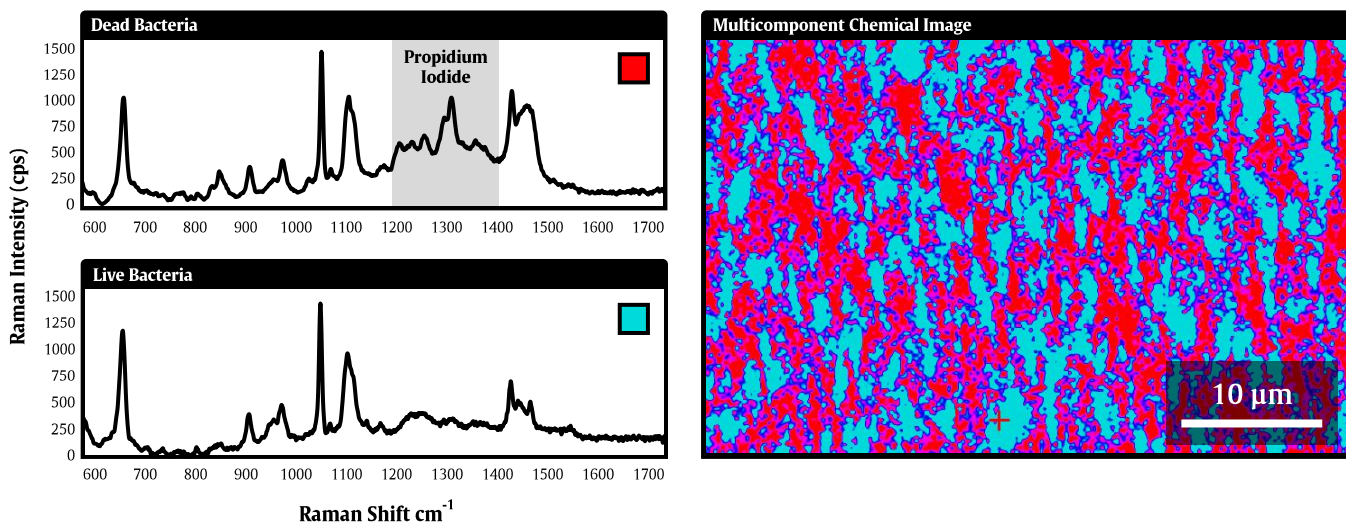 Dead Bacteria
1500
1250
1000
750
500
250
0
Propidium
Iodide
600 700 800 900 1000 1100 1200 1300 1400 1500 1600 1700
Live Bacteria
1500
1250
1000
750
500
250
0
600 700 800 900 1000 1100 1200 1300 1400 1500 1600 1700
Raman Intensity (cps)
Raman Shift cm⁻¹
Multicomponent Chemical Image
10 µm